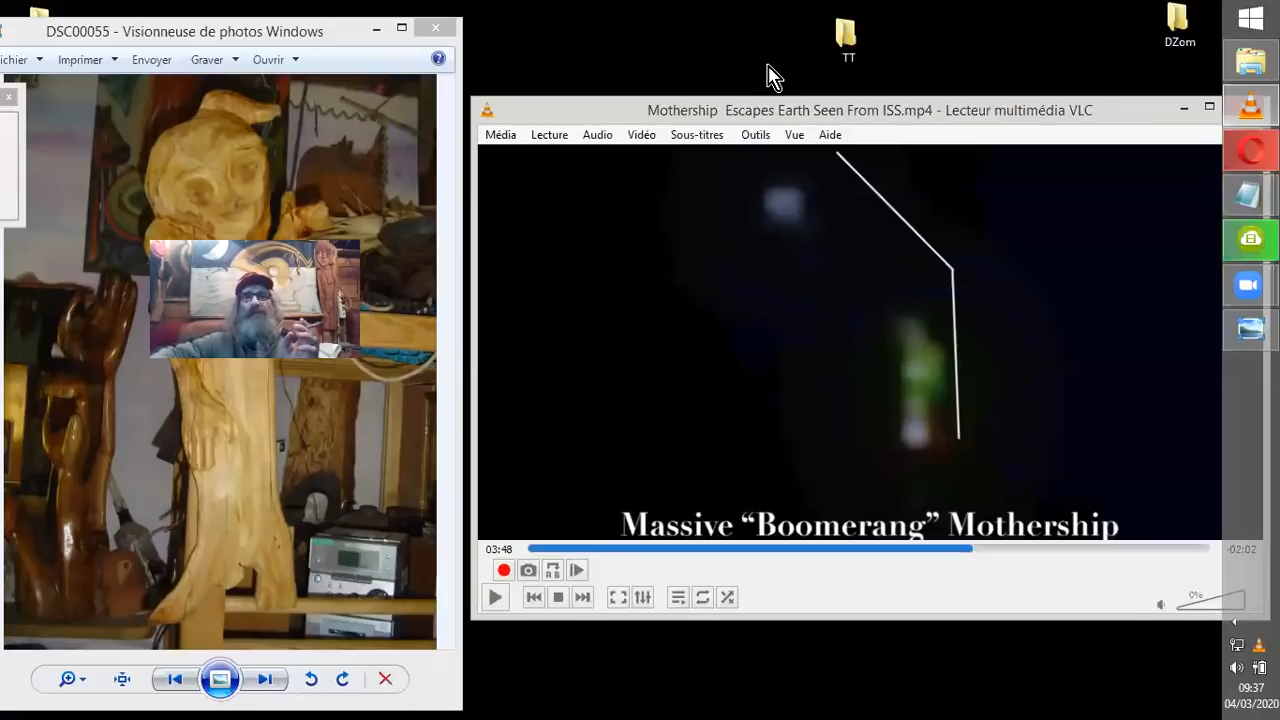 DSC00055 - Visionneuse de photos Windows
ichier Imprimer Envoyer Graver Ouvrir
TT
DZom
Mothership Escapes Earth Seen From ISS.mp4 - Lecteur multimédia VLC
Média Lecture Audio Vidéo Sous-titres Outils Vue Aide
Massive “Boomerang” Mothership
03:48
-02:02
0%
09:37
04/03/2020